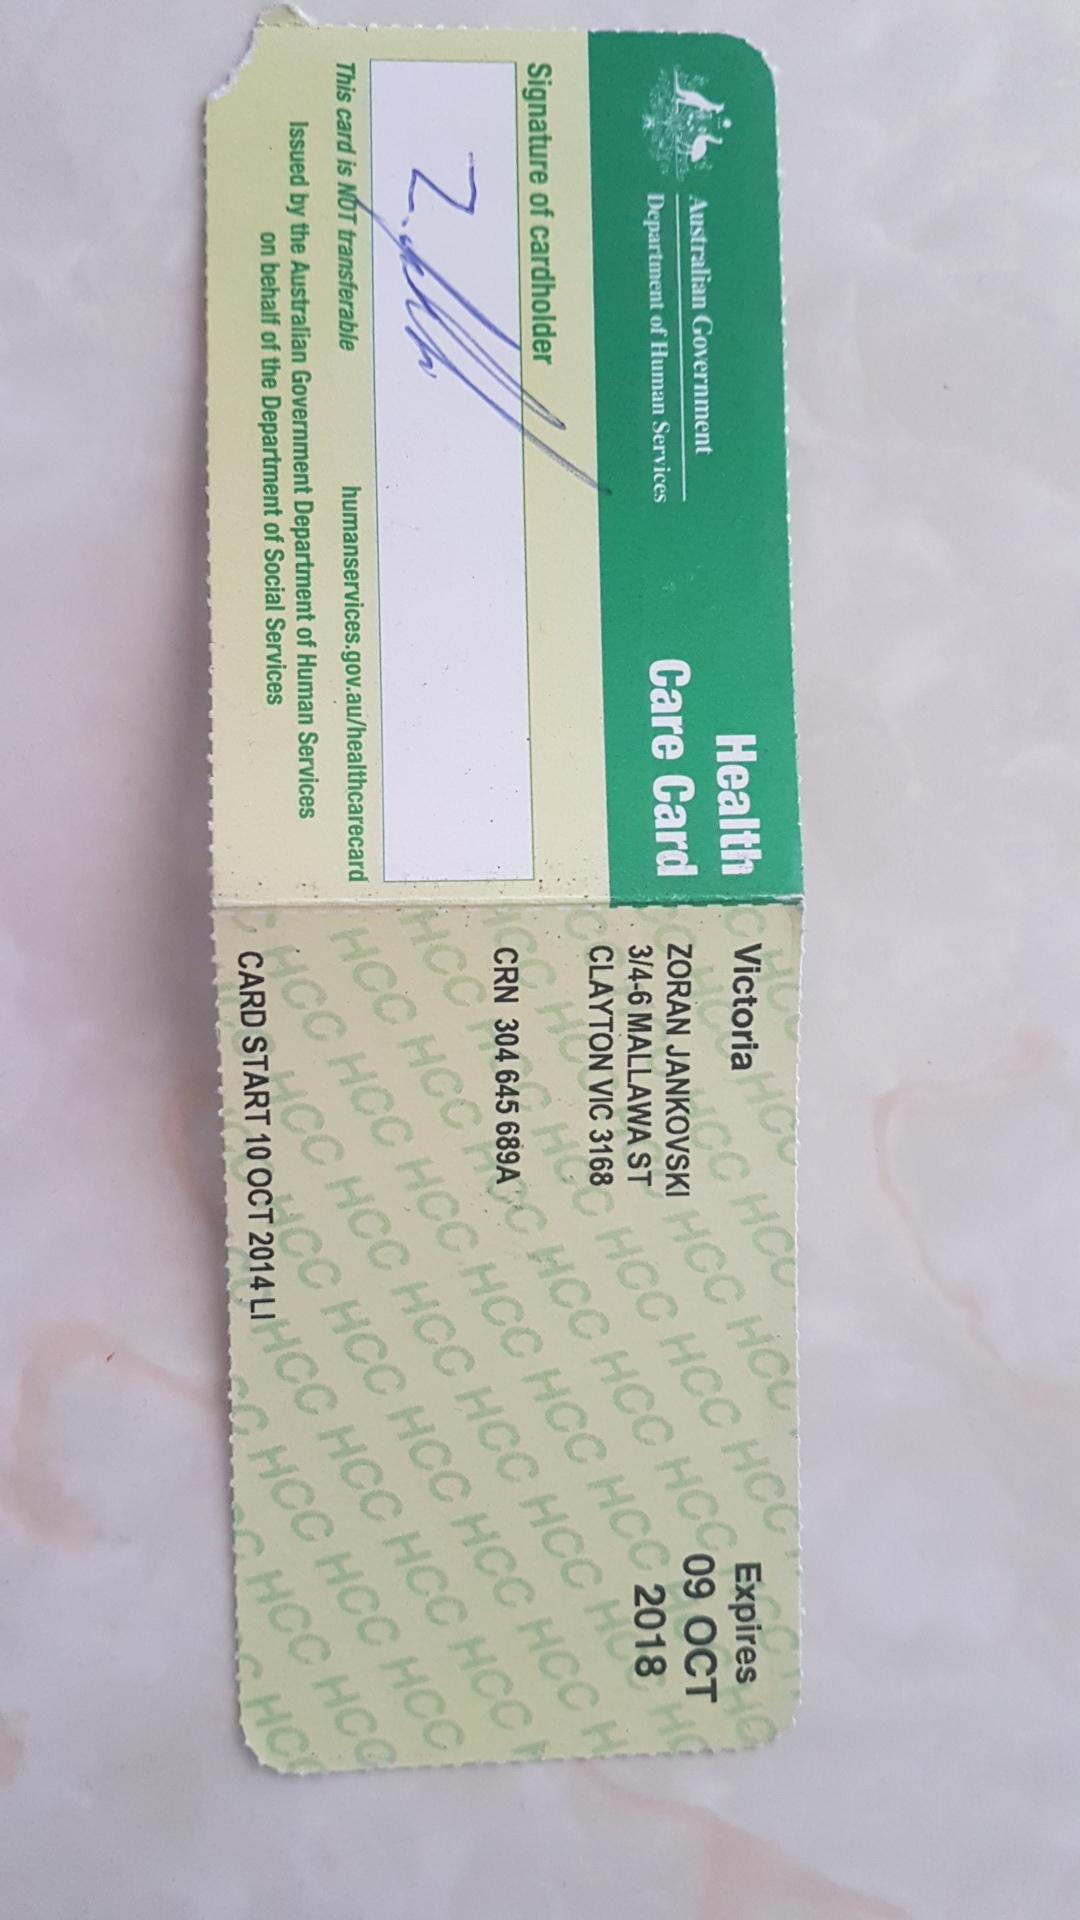 Australian Government
Department of Human Services
Health
Care Card
Signature of cardholder
This card is NOT transferable
humanservices.gov.au/healthcarecard
Issued by the Australian Government Department of Human Services
on behalf of the Department of Social Services
Victoria
Expires
09 OCT
2018
ZORAN JANKOVSKI
3/4-6 MALLAWA ST
CLAYTON VIC 3168
CRN 304 645 689A
CARD START 10 OCT 2014 LI